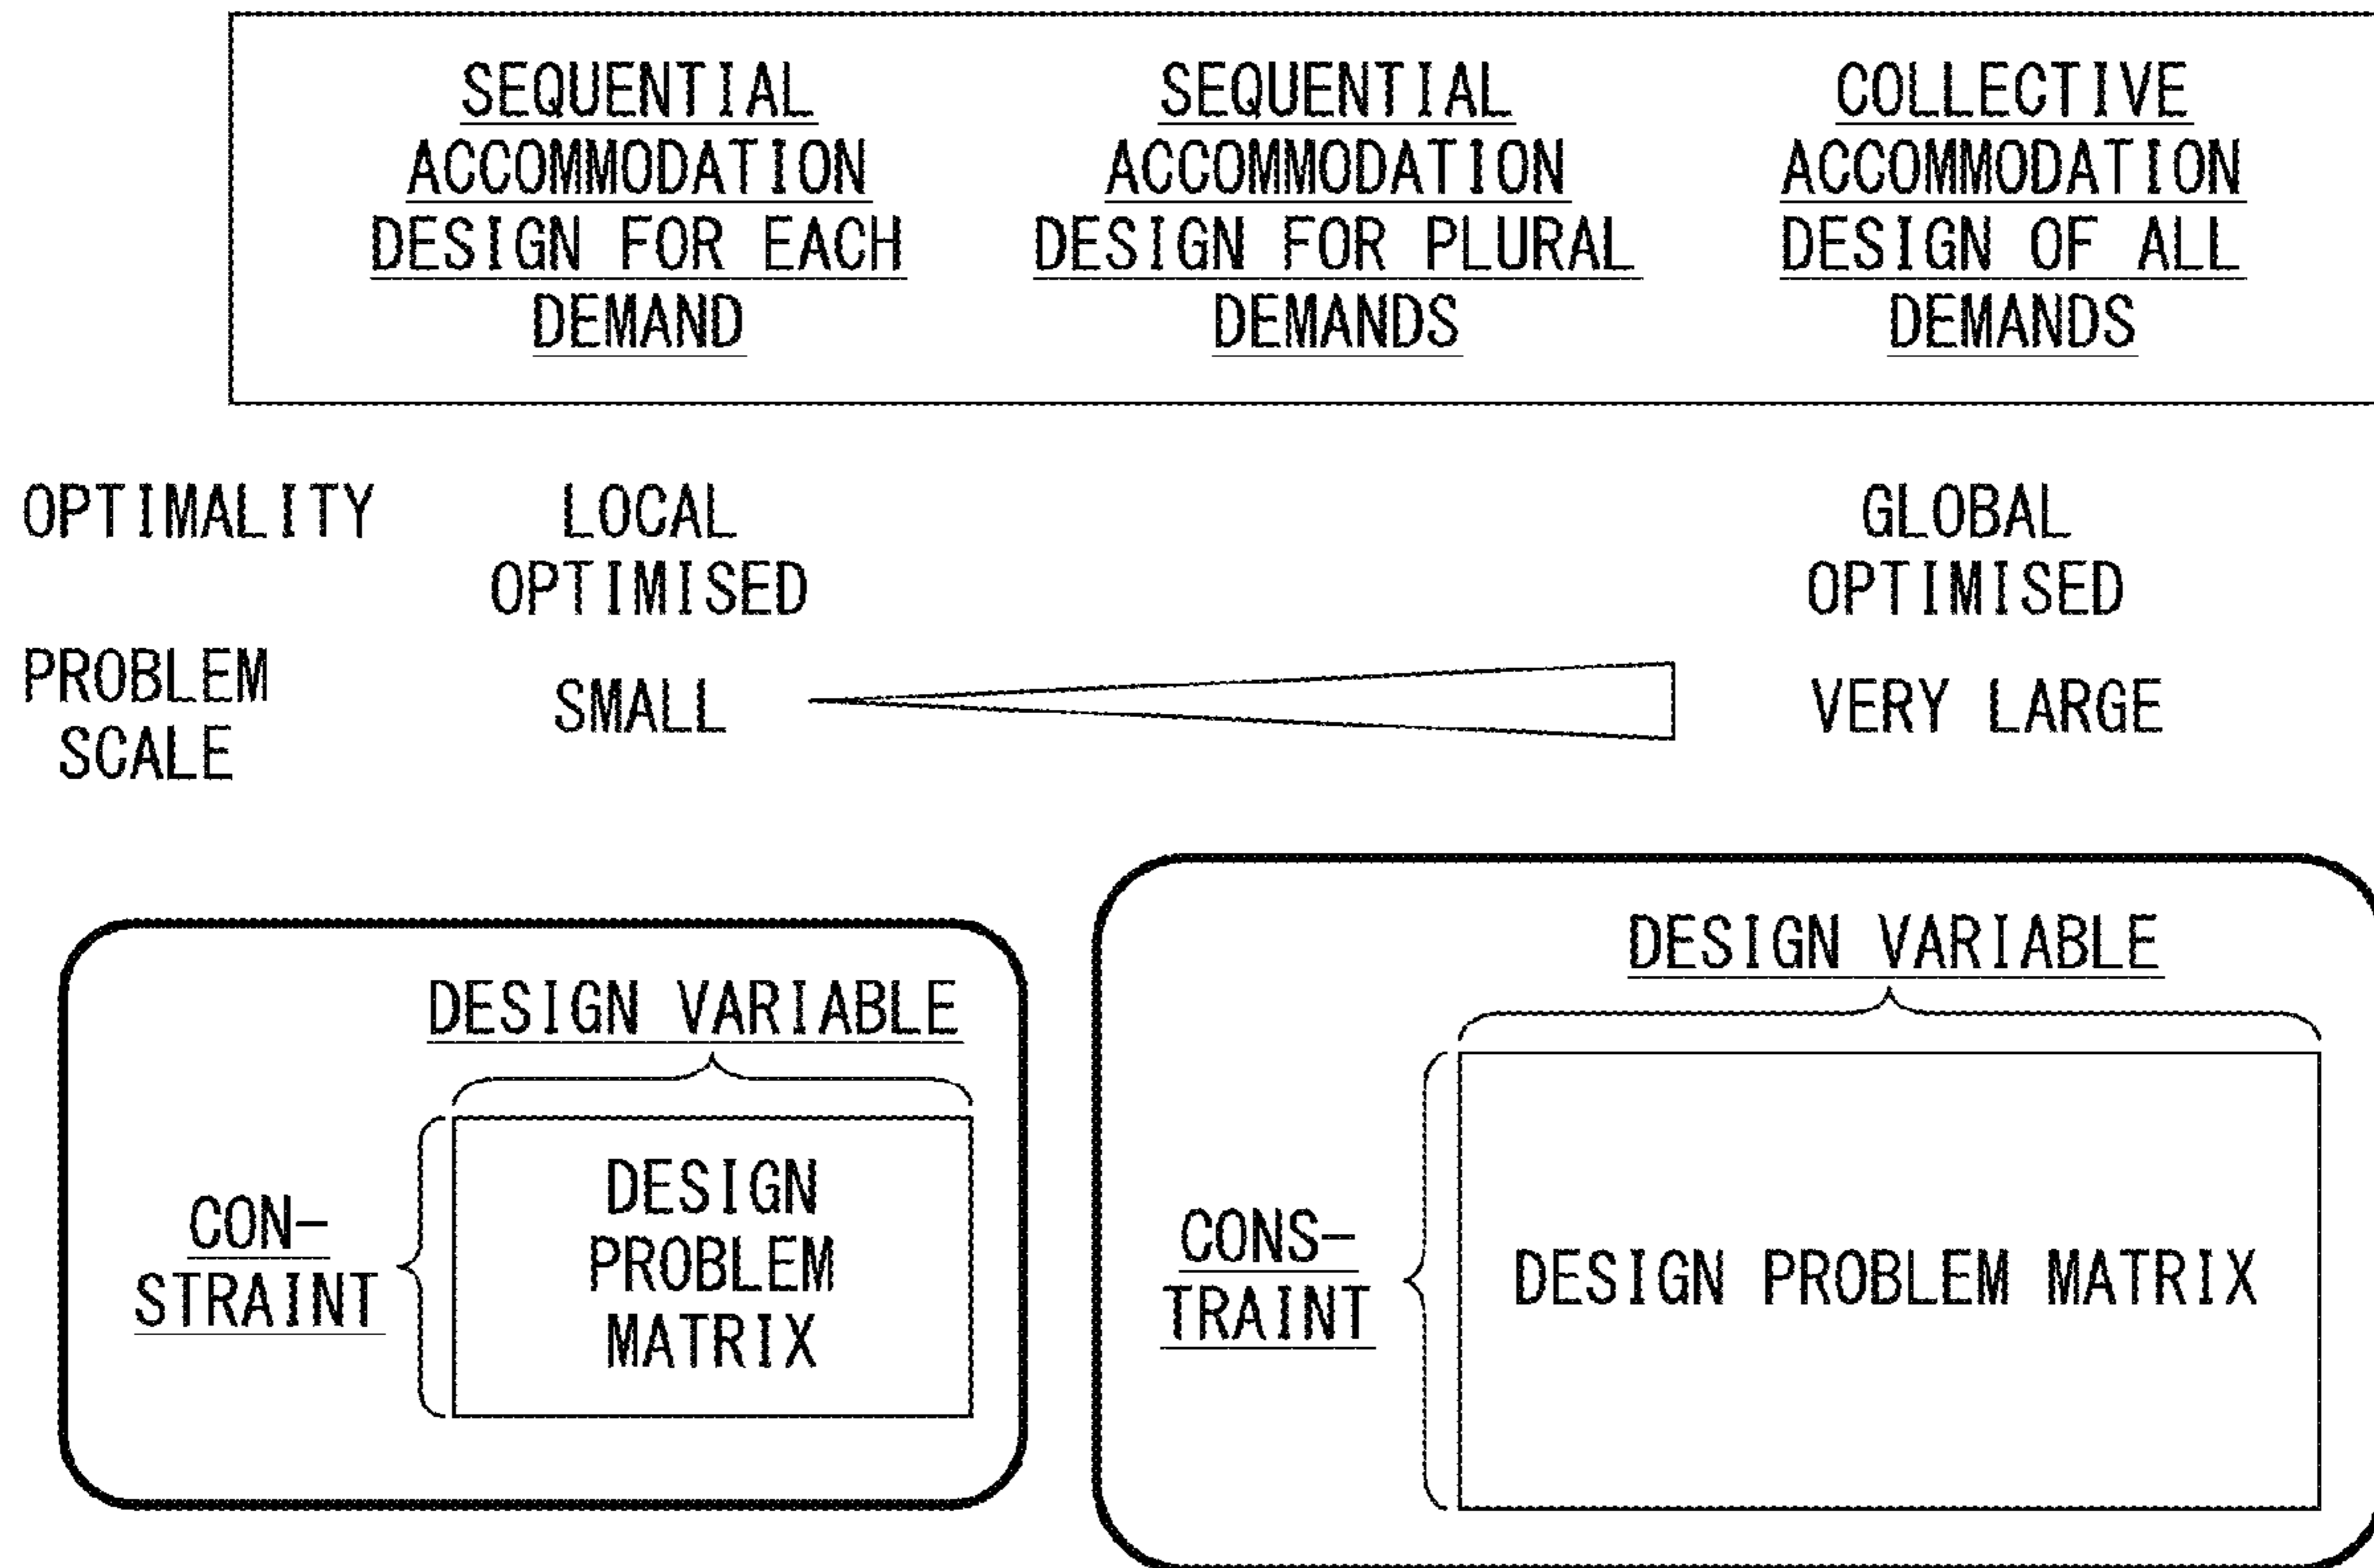 SEQUENTIAL
ACCOMMODATION
DESIGN FOR EACH
DEMAND
SEQUENTIAL
ACCOMMODATION
DESIGN FOR PLURAL
DEMANDS
COLLECTIVE
ACCOMMODATION
DESIGN OF ALL
DEMANDS
OPTIMALITY
LOCAL
OPTIMISED
GLOBAL
OPTIMISED
PROBLEM
SCALE
SMALL
VERY LARGE
DESIGN VARIABLE
CON-
STRAINT
DESIGN
PROBLEM
MATRIX
DESIGN VARIABLE
CONS-
TRAINT
DESIGN PROBLEM MATRIX